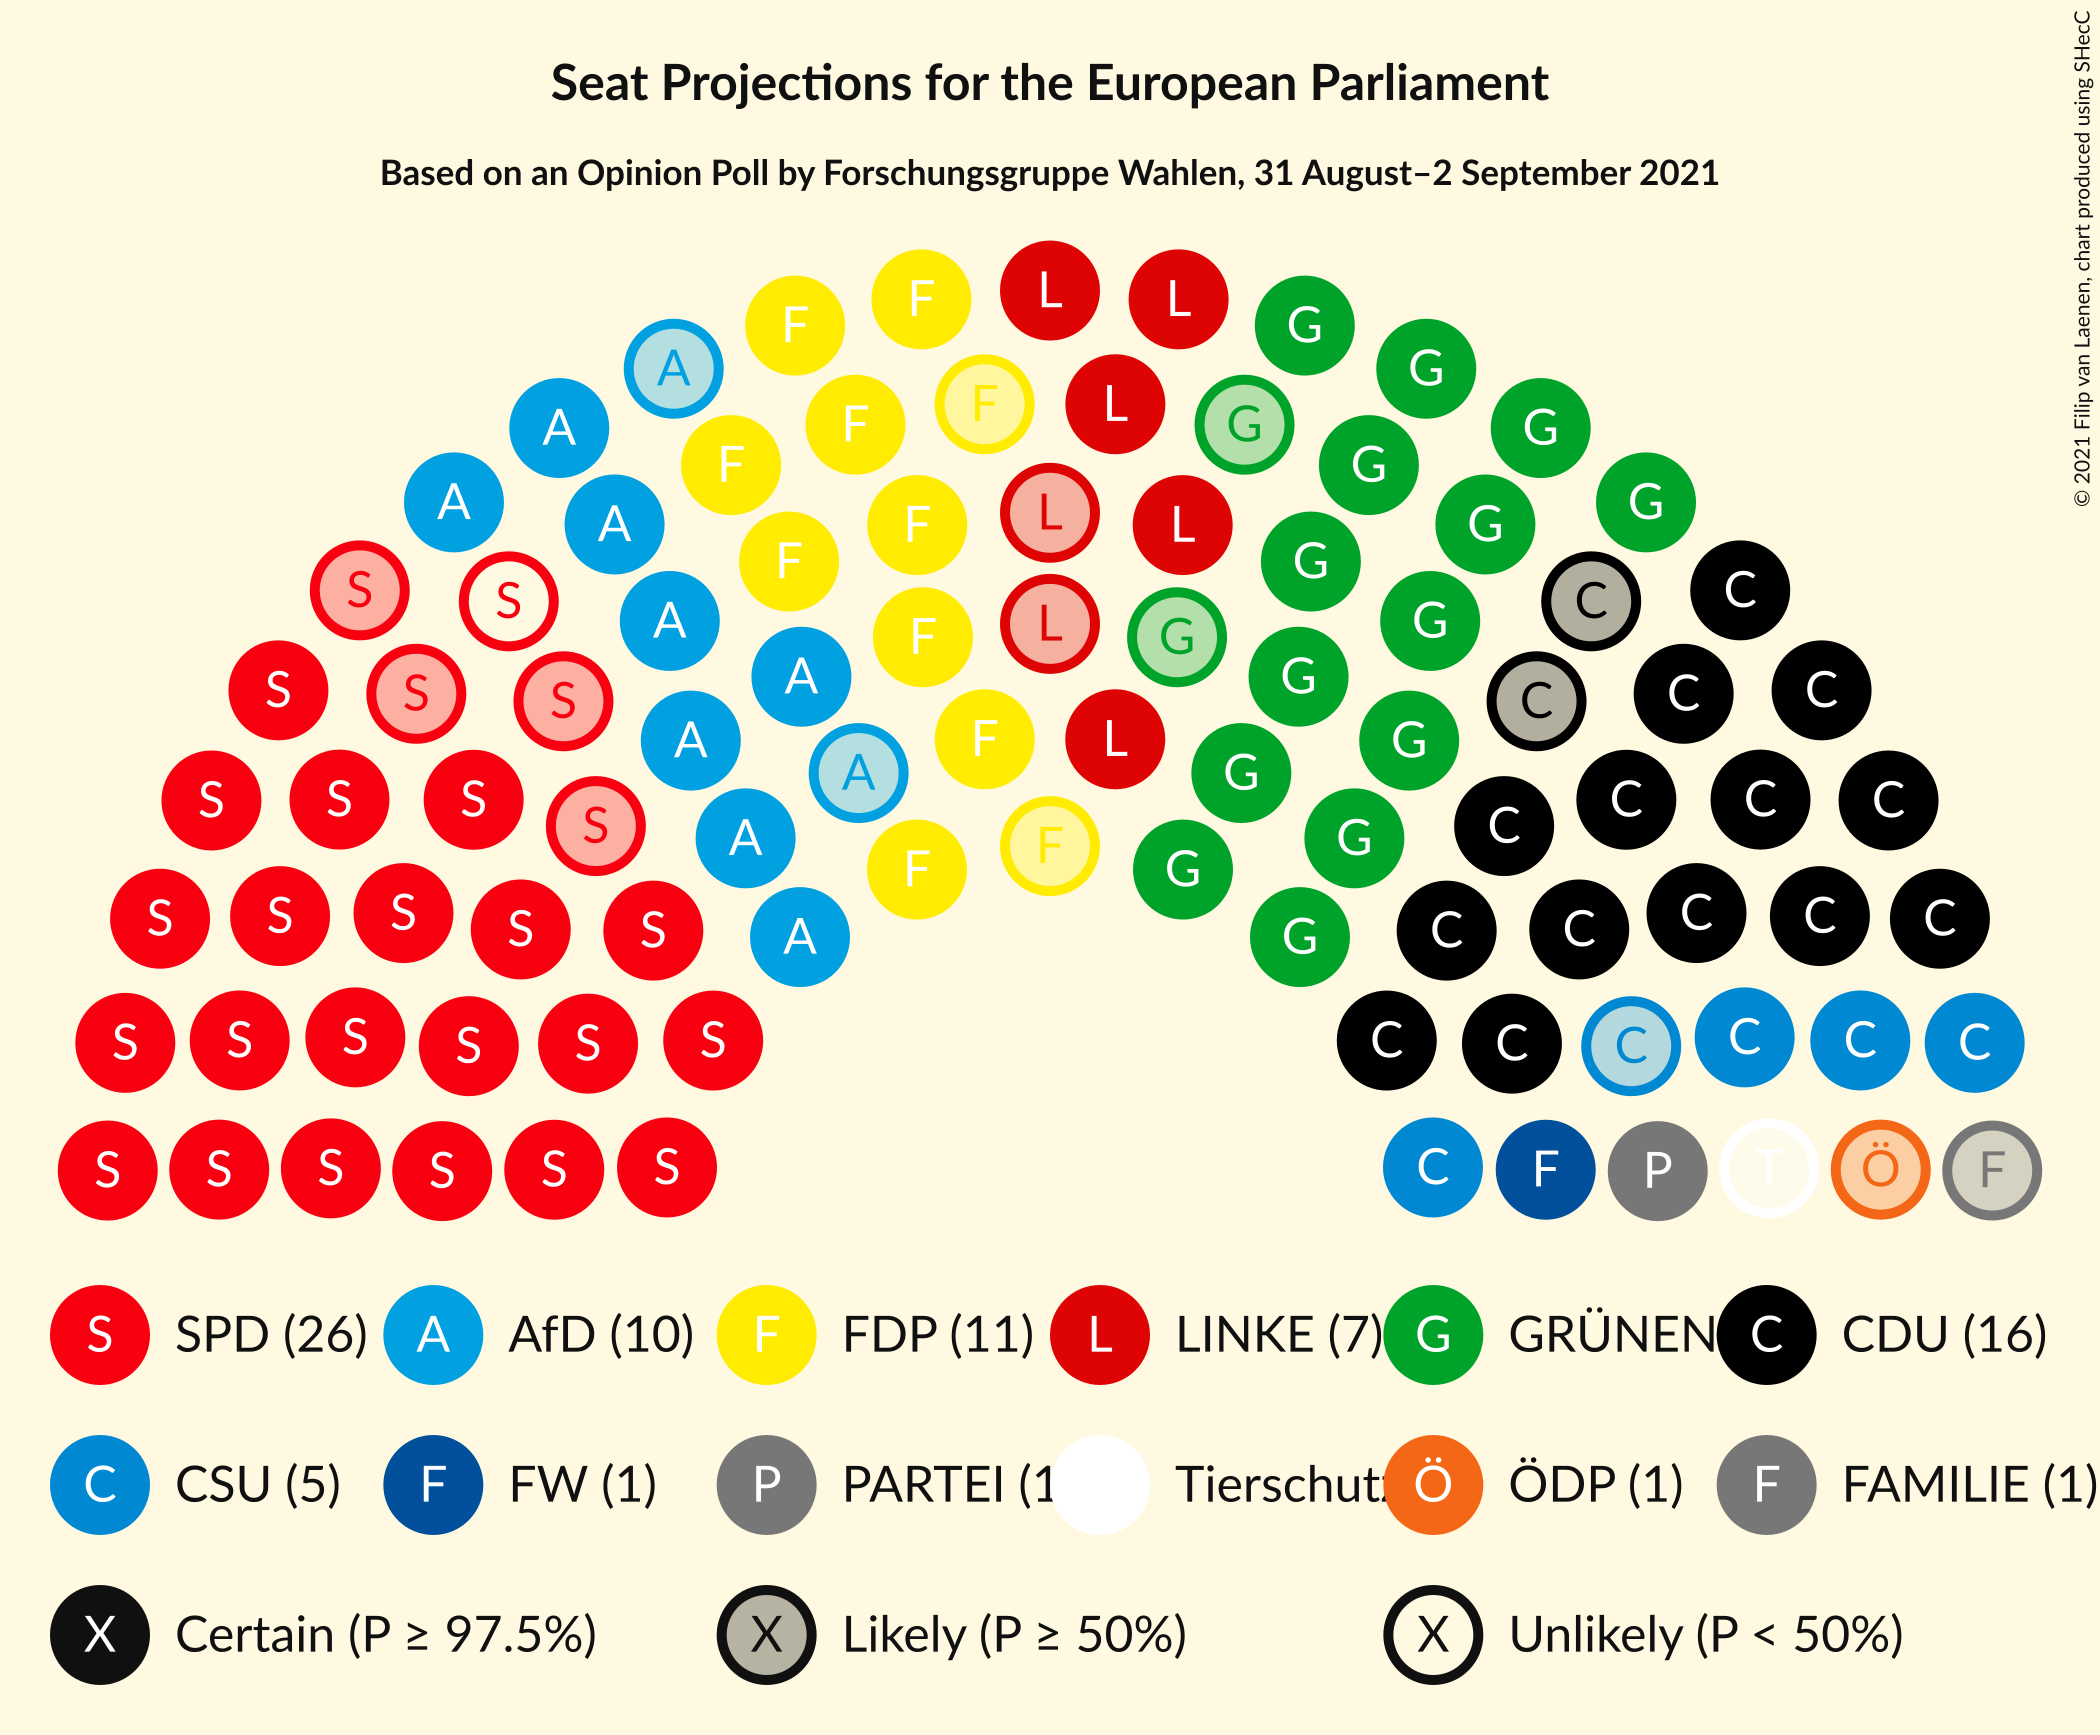 Seat Projections for the European Parliament
Based on an Opinion Poll by Forschungsgruppe Wahlen, 31 August–2 September 2021
© 2021 Filip van Laenen, chart produced using SHecC
F F L L G G
A F F L G G
A F F L G G G
A A F L L G G C C
S S A F L G G G C C C
S S S A A G G C C C
S S S S A A F L G G G C C C C
S S S S S A F F G G G C C C C C
S S S S S S C C C C C C
S S S S S S C F P T Ö F
S SPD (26) A AfD (10) F FDP (11) L LINKE (7) G GRÜNEN C CDU (16)
C CSU (5) F FW (1) P PARTEI (1 Tierschutz Ö ÖDP (1) F FAMILIE (1)
X Certain (P ≥ 97.5%) X Likely (P ≥ 50%) X Unlikely (P < 50%)